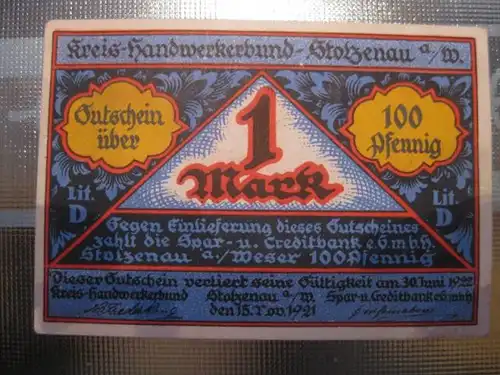 Kreis-Handwerkerbund-Stolzenau a/W.
Gutschein
über
1
Mark
100
Pfennig
Lit.
D
Lit.
D
Gegen Einlieferung dieses Gutscheines
zahlt die Spar- u. Creditbank e.G.m.b.H.
Stolzenau a./Weser 100 Pfennig
Dieser Gutschein verliert seine Gültigkeit am 30. Juni 1922
Kreis-Handwerkerbund Stolzenau a/W. Spar-u.Creditbank e.G.m.b.H.
den 15. Nov. 1921